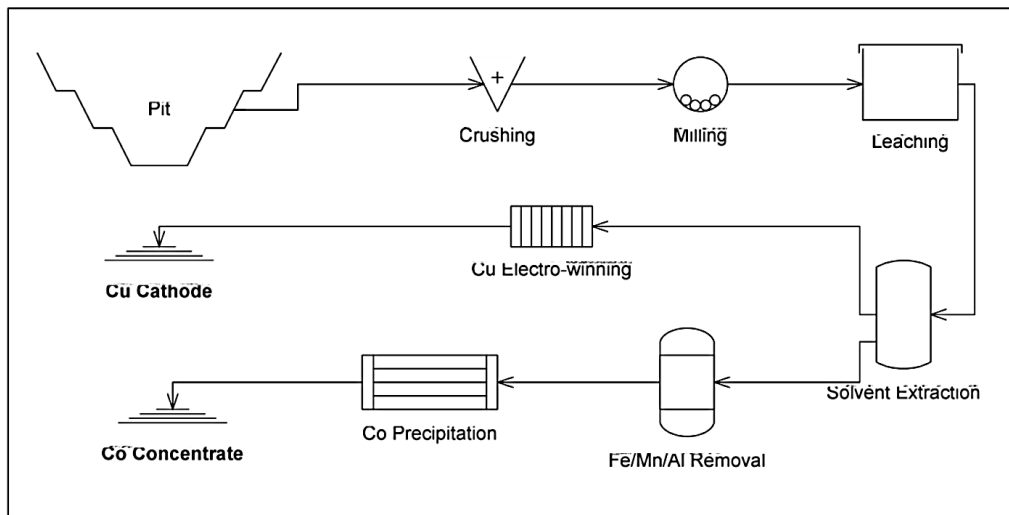 Pit
+
Crushing
Milling
Leaching
Cu Electro-winning
Cu Cathode
Solvent Extraction
Co Precipitation
Fe/Mn/Al Removal
Co Concentrate